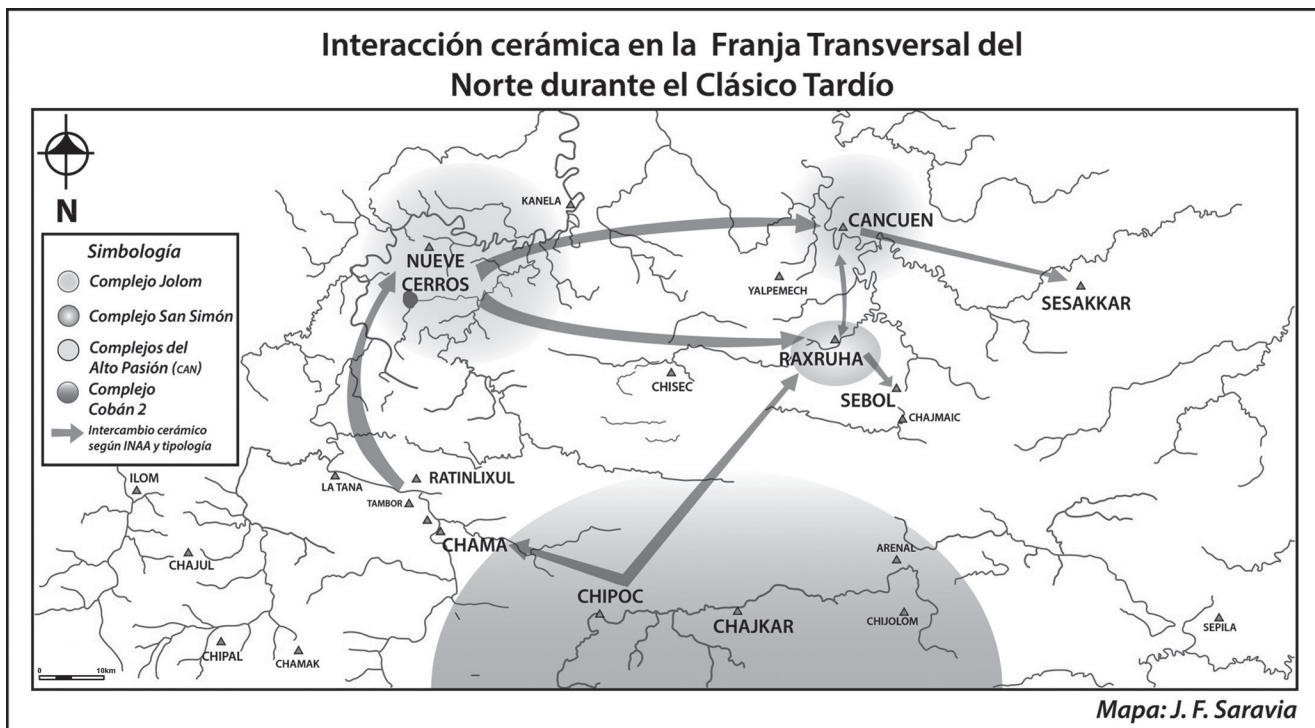 Interacción cerámica en la Franja Transversal del
Norte durante el Clásico Tardío
N
Simbología
Complejo Jolom
Complejo San Simón
Complejos del
Alto Pasión (CAN)
Complejo
Cobán 2
Intercambio cerámico
según INAA y tipología
KANELA
NUEVE
CERROS
CANCUEN
YALPEMECH
SESAKKAR
RAXRUHA
CHISEC
SEBOL
CHAJMAIC
ILOM
LA TANA
RATINLIXUL
TAMBOR
CHAMA
CHAJUL
ARENAL
CHIPOC
CHAJKAR
CHIJOLOM
SEPILA
CHIPAL
CHAMAK
0 10km
Mapa: J. F. Saravia